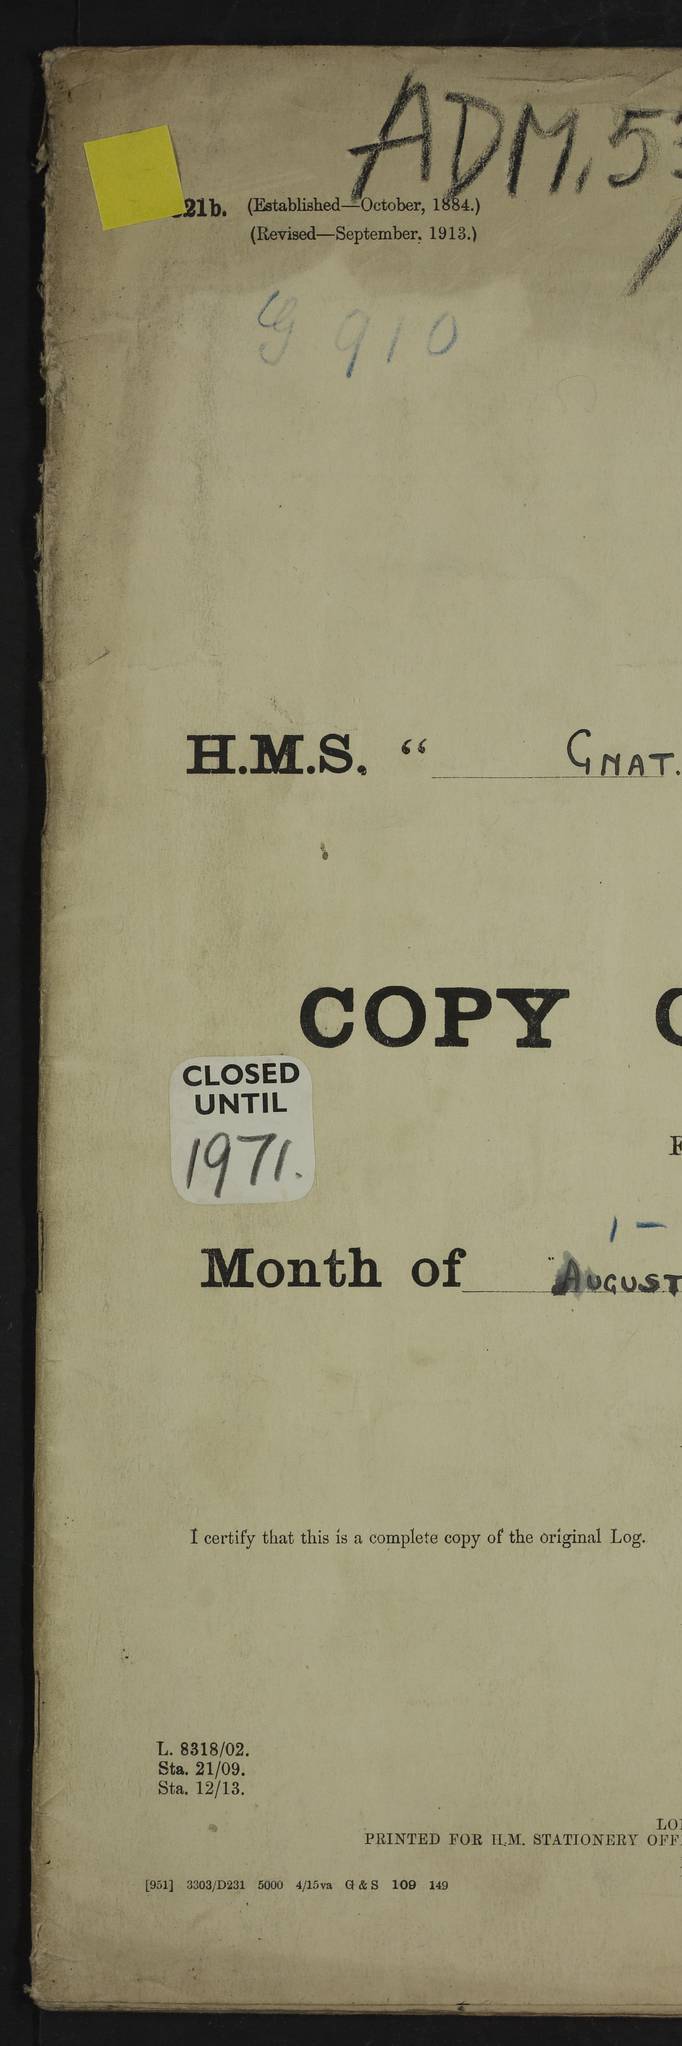 ADM. 53
21b. (Established—October, 1884.)
(Revised—September, 1913.)
G 910
H.M.S. “ GNAT.
COPY
CLOSED
UNTIL
1971.
1 –
Month of AUGUST
I certify that this is a complete copy of the original Log.
L. 8318/02.
Sta. 21/09.
Sta. 12/13.
LO
PRINTED FOR H.M. STATIONERY OFF
[951] 3303/D231 5000 4/15va G & S 109 149